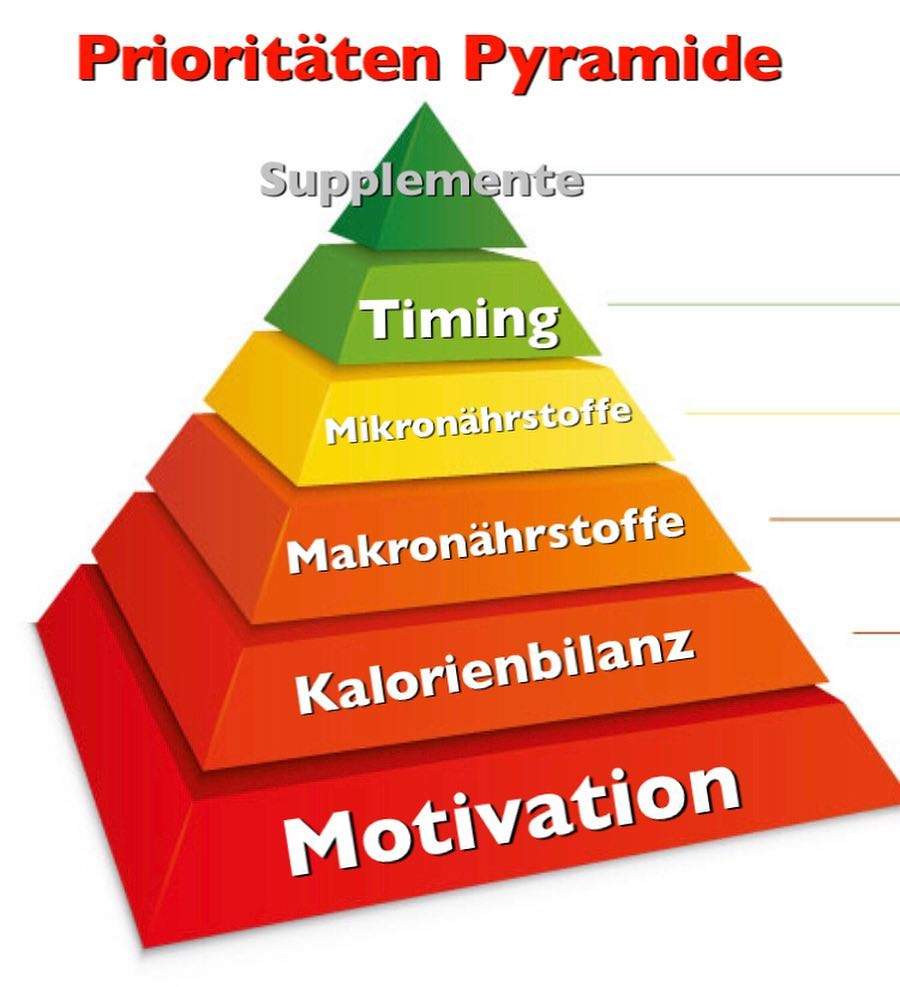 Prioritäten Pyramide
Supplemente
Timing
Mikronährstoffe
Makronährstoffe
Kalorienbilanz
Motivation